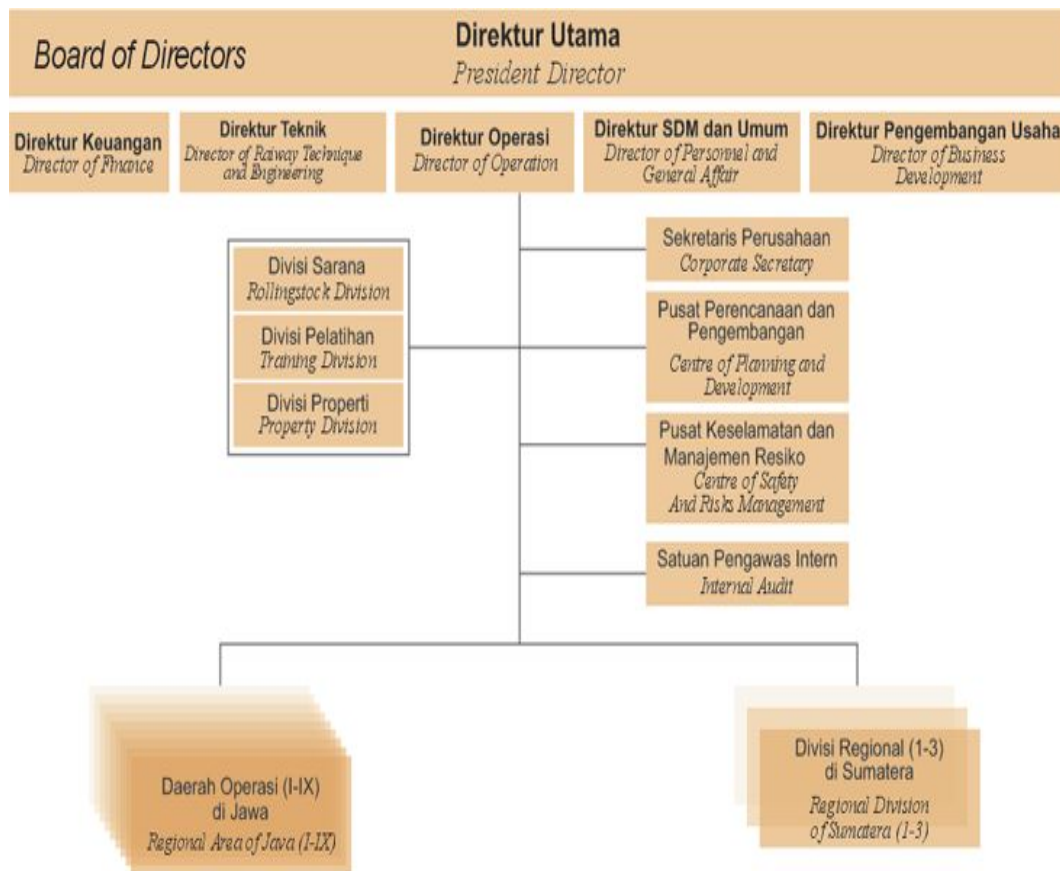 Board of Directors
Direktur Utama
President Director
Direktur Keuangan
Director of Finance
Direktur Teknik
Director of Raiway Technique
and Engineering
Direktur Operasi
Director of Operation
Direktur SDM dan Umum
Director of Personnel and
General Affair
Direktur Pengembangan Usaha
Director of Business
Development
Divisi Sarana
Rollingstock Division
Divisi Pelatihan
Training Division
Divisi Properti
Property Division
Sekretaris Perusahaan
Corporate Secretary
Pusat Perencanaan dan
Pengembangan
Centre of Planning and
Development
Pusat Keselamatan dan
Manajemen Resiko
Centre of Safety
And Risks Management
Satuan Pengawas Intern
Internal Audit
Daerah Operasi (I-IX)
di Jawa
Regional Area of Java (I-IX)
Divisi Regional (1-3)
di Sumatera
Regional Division
of Sumatera (1-3)